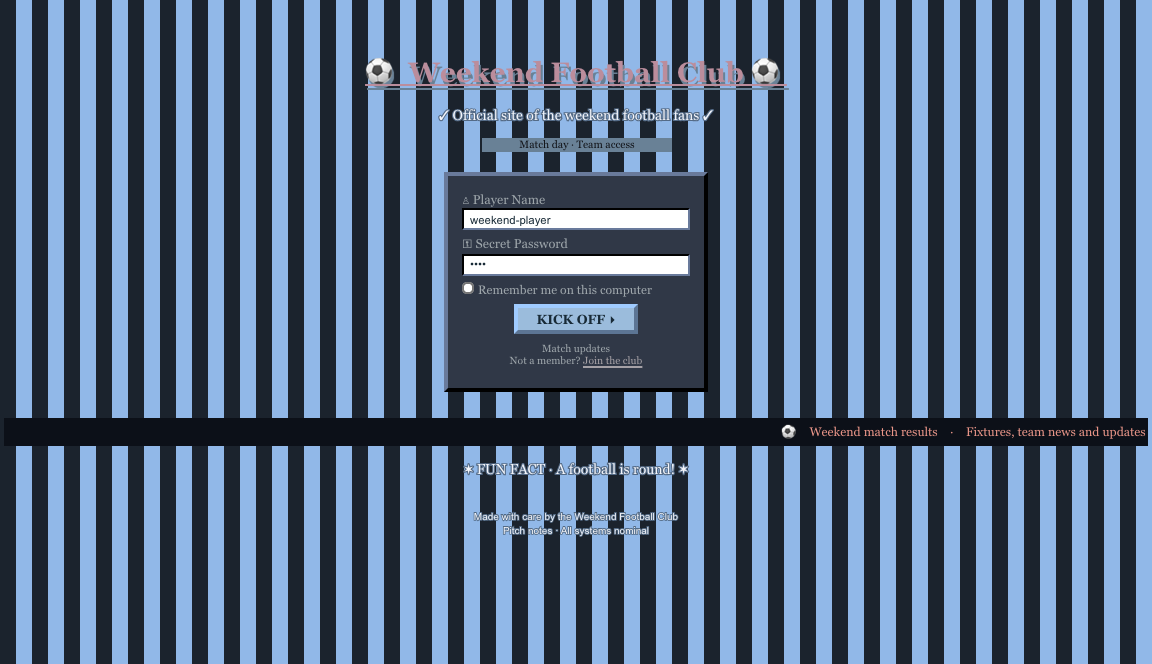 ⚽ Weekend Football Club ⚽
✓ Official site of the weekend football fans ✓
Match day · Team access
♙ Player Name
weekend-player
⚿ Secret Password
••••
Remember me on this computer
KICK OFF ▸
Match updates
Not a member? Join the club
⚽ Weekend match results · Fixtures, team news and updates
✶ FUN FACT · A football is round! ✶
Made with care by the Weekend Football Club
Pitch notes · All systems nominal